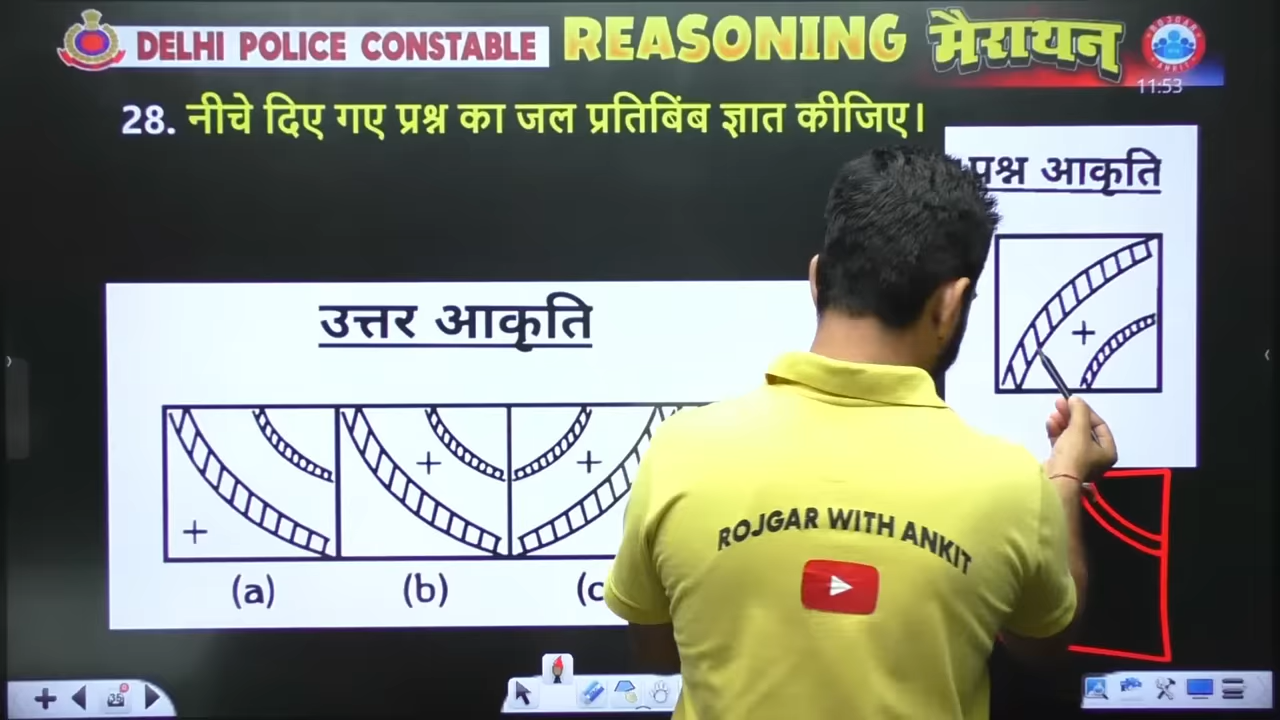 DELHI POLICE CONSTABLE REASONING मैराथन
11:53
28. नीचे दिए गए प्रश्न का जल प्रतिबिंब ज्ञात कीजिए।
प्रश्न आकृति
उत्तर आकृति
(a) (b) (c
ROJGAR WITH ANKIT